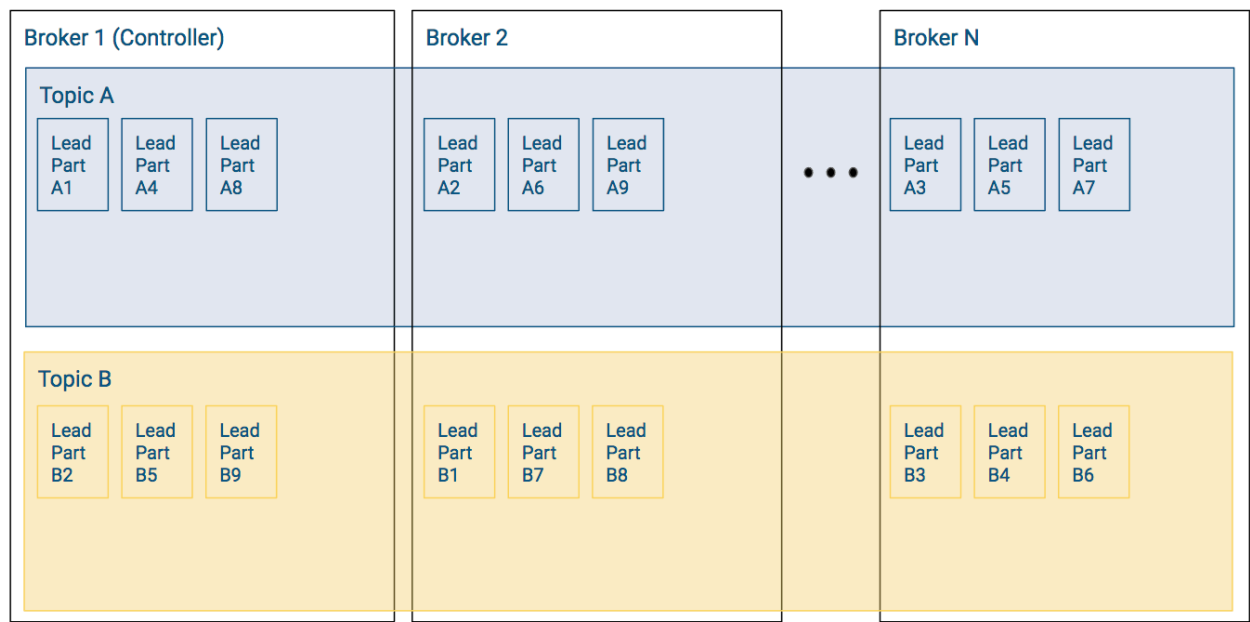 Broker 1 (Controller)
Broker 2
Broker N
Topic A
Lead
Part
A1
Lead
Part
A4
Lead
Part
A8
Lead
Part
A2
Lead
Part
A6
Lead
Part
A9
Lead
Part
A3
Lead
Part
A5
Lead
Part
A7
Topic B
Lead
Part
B2
Lead
Part
B5
Lead
Part
B9
Lead
Part
B1
Lead
Part
B7
Lead
Part
B8
Lead
Part
B3
Lead
Part
B4
Lead
Part
B6